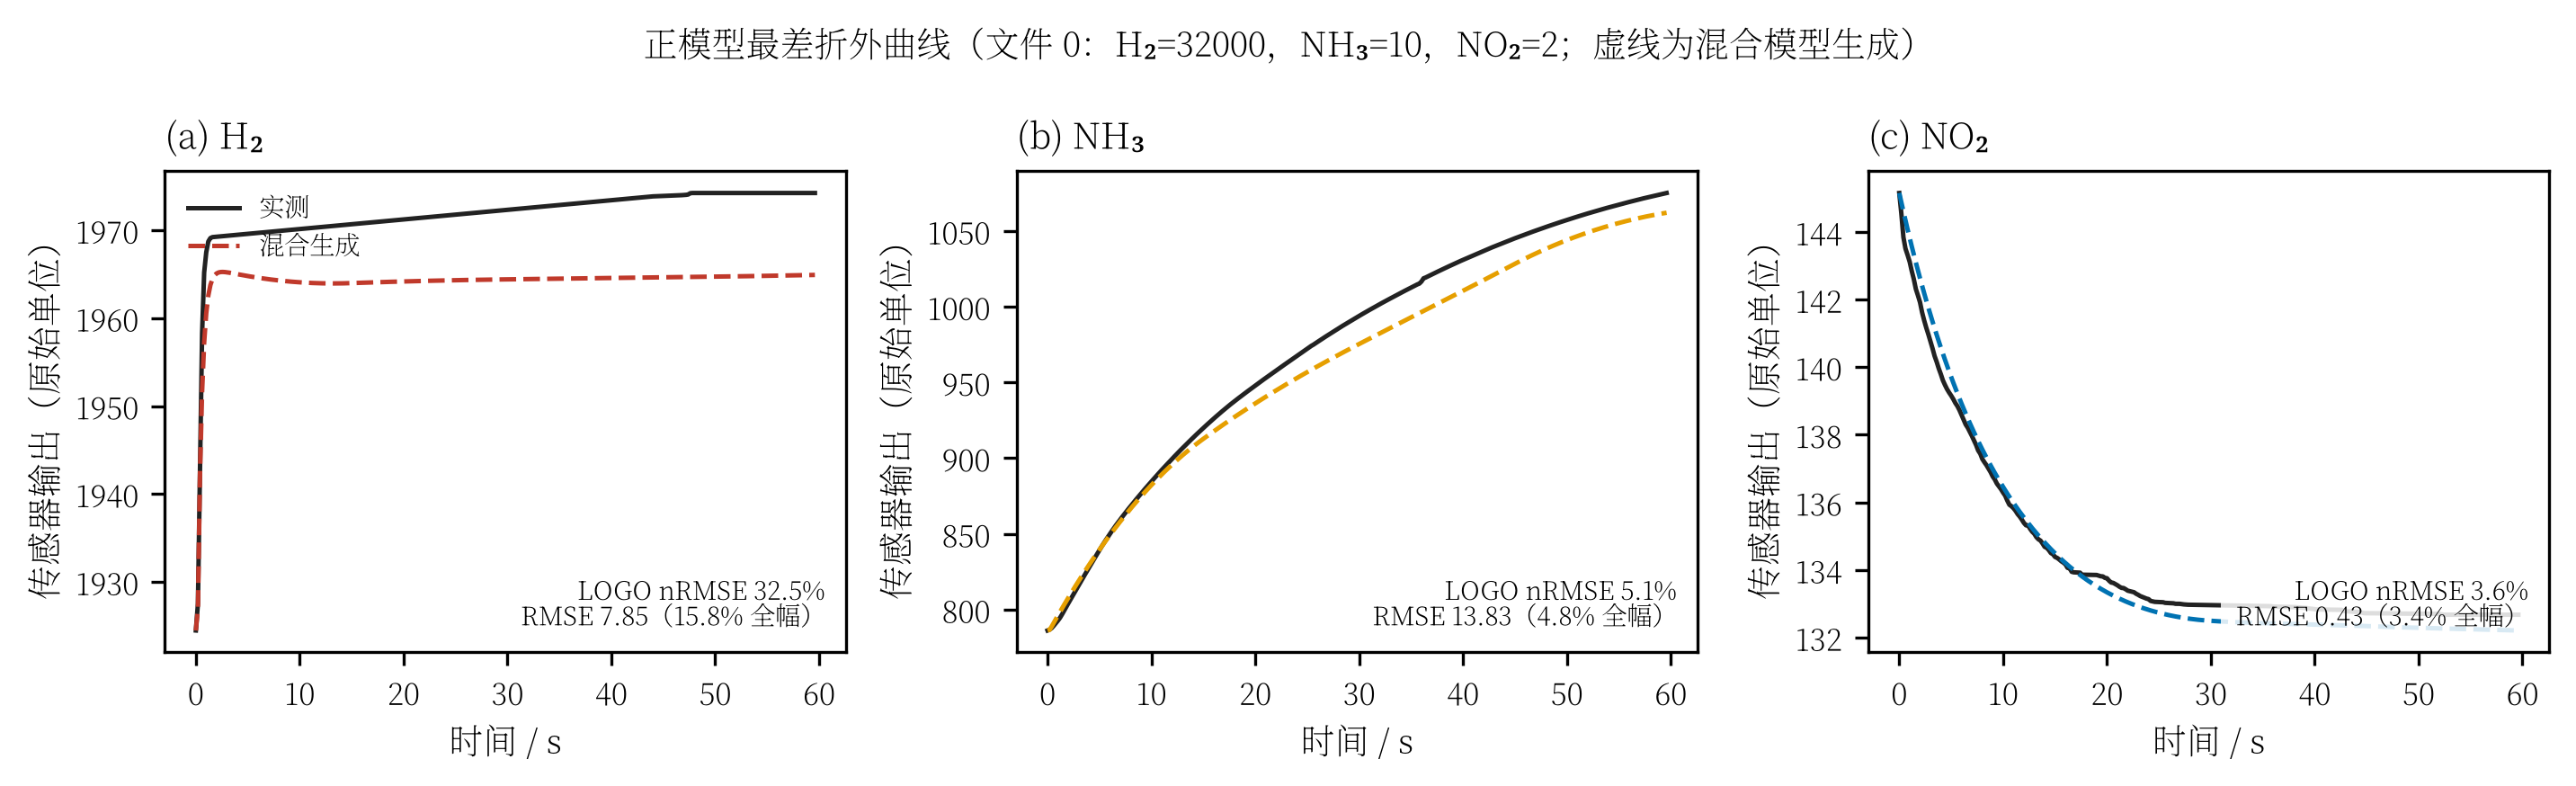 正模型最差折外曲线（文件 0：H₂=32000，NH₃=10，NO₂=2；虚线为混合模型生成）
(a) H₂
传感器输出（原始单位）
1970
1960
1950
1940
1930
实测
混合生成
LOGO nRMSE 32.5%
RMSE 7.85（15.8% 全幅）
0 10 20 30 40 50 60
时间 / s
(b) NH₃
传感器输出（原始单位）
1050
1000
950
900
850
800
LOGO nRMSE 5.1%
RMSE 13.83（4.8% 全幅）
0 10 20 30 40 50 60
时间 / s
(c) NO₂
传感器输出（原始单位）
144
142
140
138
136
134
132
LOGO nRMSE 3.6%
RMSE 0.43（3.4% 全幅）
0 10 20 30 40 50 60
时间 / s